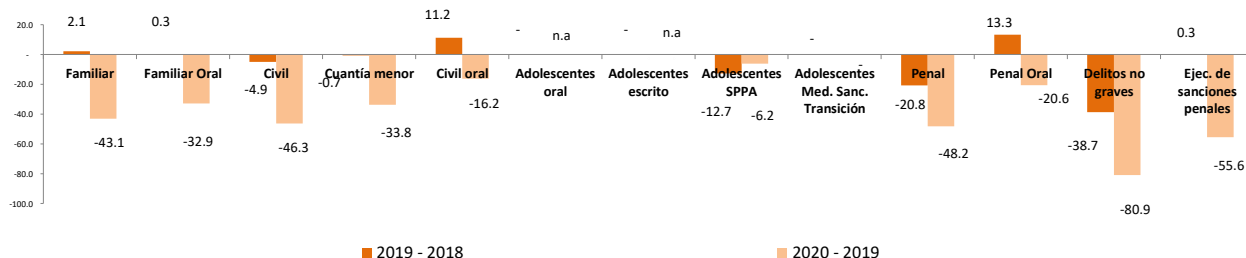 20.0
-
-20.0
-40.0
-60.0
-80.0
-100.0
2.1
0.3
11.2
-
n.a
-
n.a
-
13.3
0.3
-
Familiar
Familiar Oral
Civil
Cuantía menor
Civil oral
Adolescentes
oral
Adolescentes
escrito
Adolescentes
SPPA
Adolescentes
Med. Sanc.
Transición
Penal
Penal Oral
Delitos no
graves
Ejec. de
sanciones
penales
-4.9
-0.7
-12.7
-20.8
-38.7
-43.1
-32.9
-46.3
-33.8
-16.2
-6.2
-48.2
-20.6
-80.9
-55.6
2019 - 2018
2020 - 2019